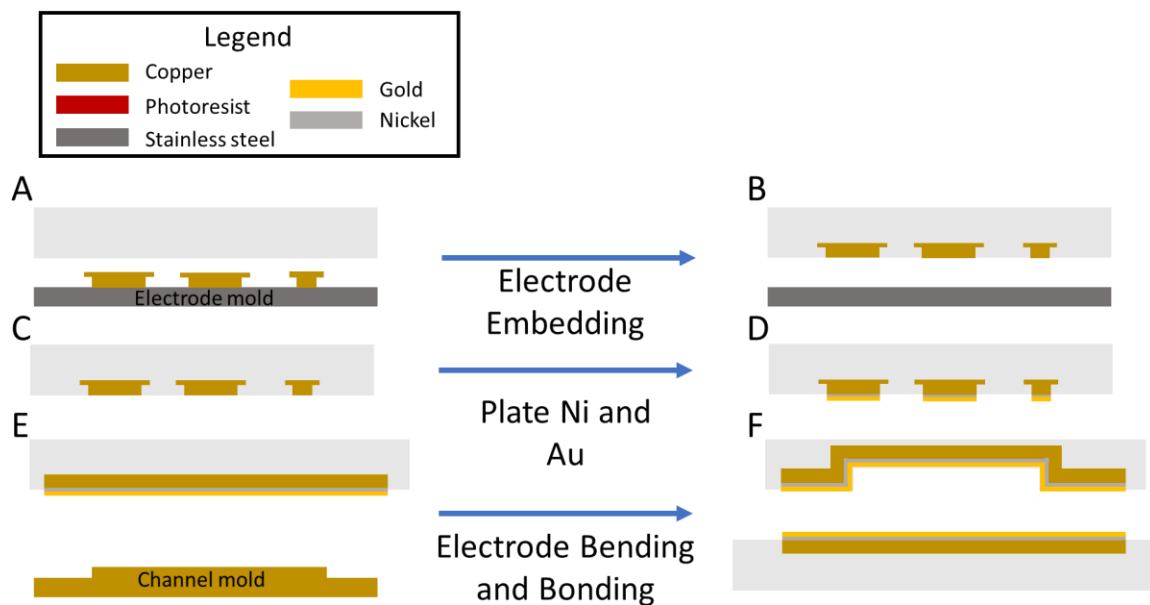 Legend
Copper
Photoresist
Stainless steel
Gold
Nickel
A
B
Electrode mold
Electrode
Embedding
C
D
Plate Ni and
Au
E
F
Channel mold
Electrode Bending
and Bonding